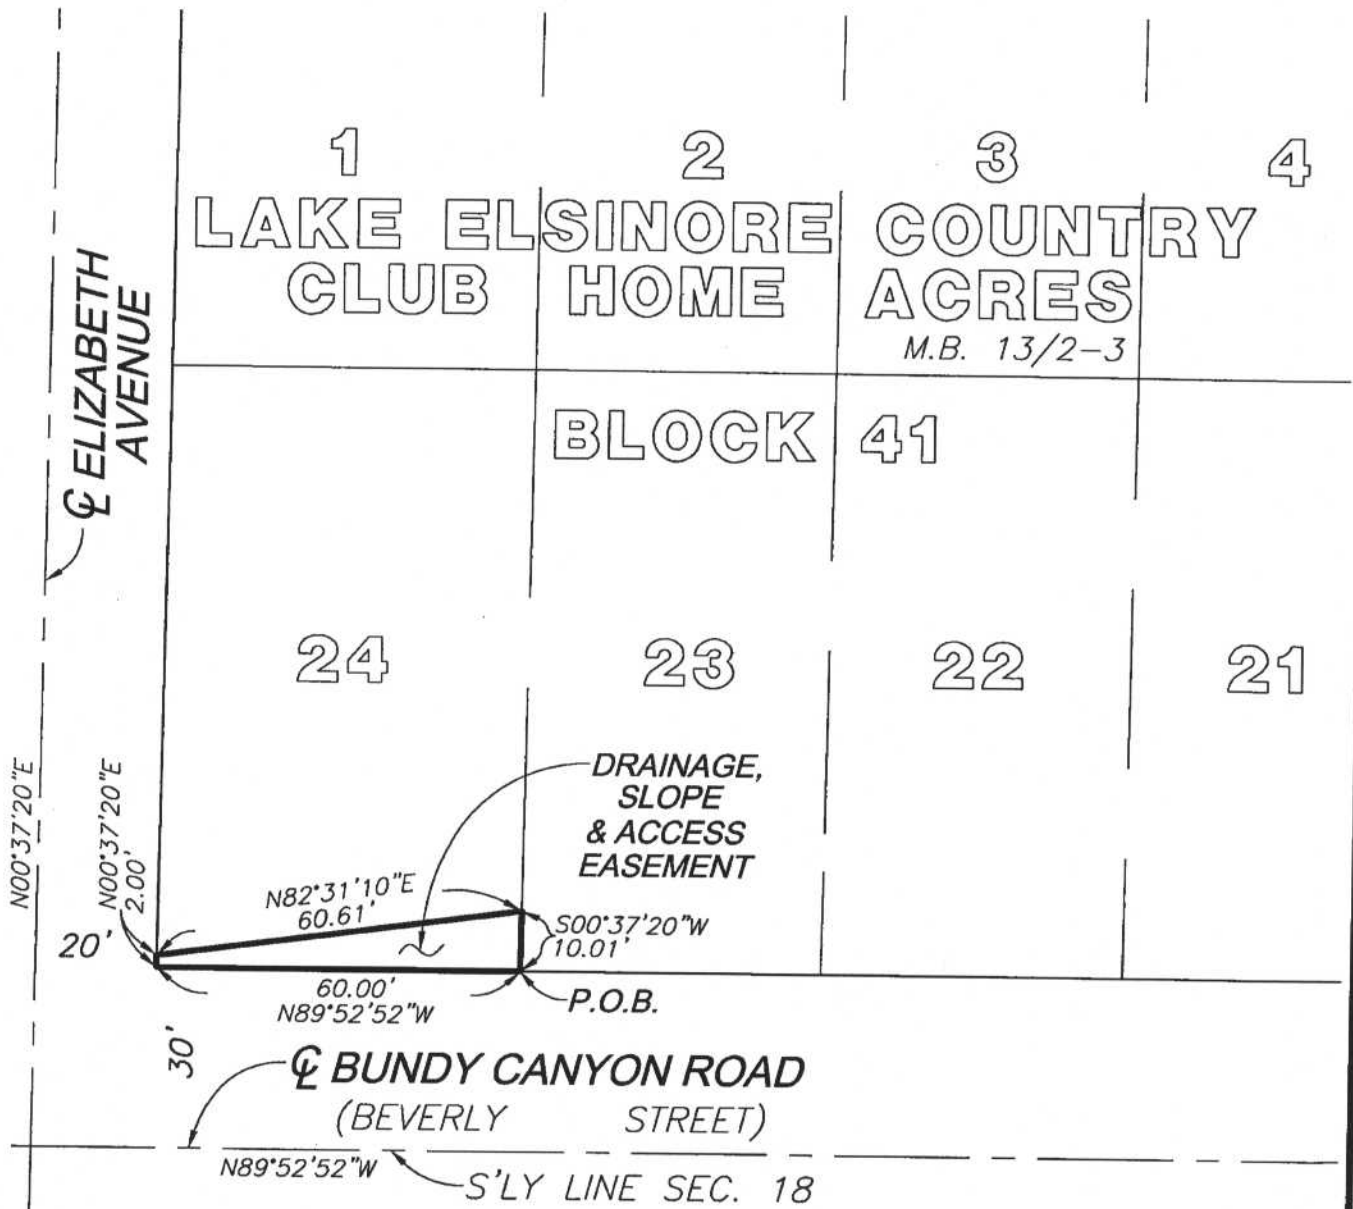 1
2
3
4
LAKE ELSINORE COUNTRY
CLUB HOME ACRES
M.B. 13/2-3
BLOCK 41
℄ ELIZABETH
AVENUE
24
23
22
21
DRAINAGE,
SLOPE
& ACCESS
EASEMENT
N00°37'20"E
N00°37'20"E
2.00'
N82°31'10"E
60.61'
S00°37'20"W
10.01'
20'
60.00'
N89°52'52"W
P.O.B.
30'
℄ BUNDY CANYON ROAD
(BEVERLY STREET)
N89°52'52"W
S'LY LINE SEC. 18